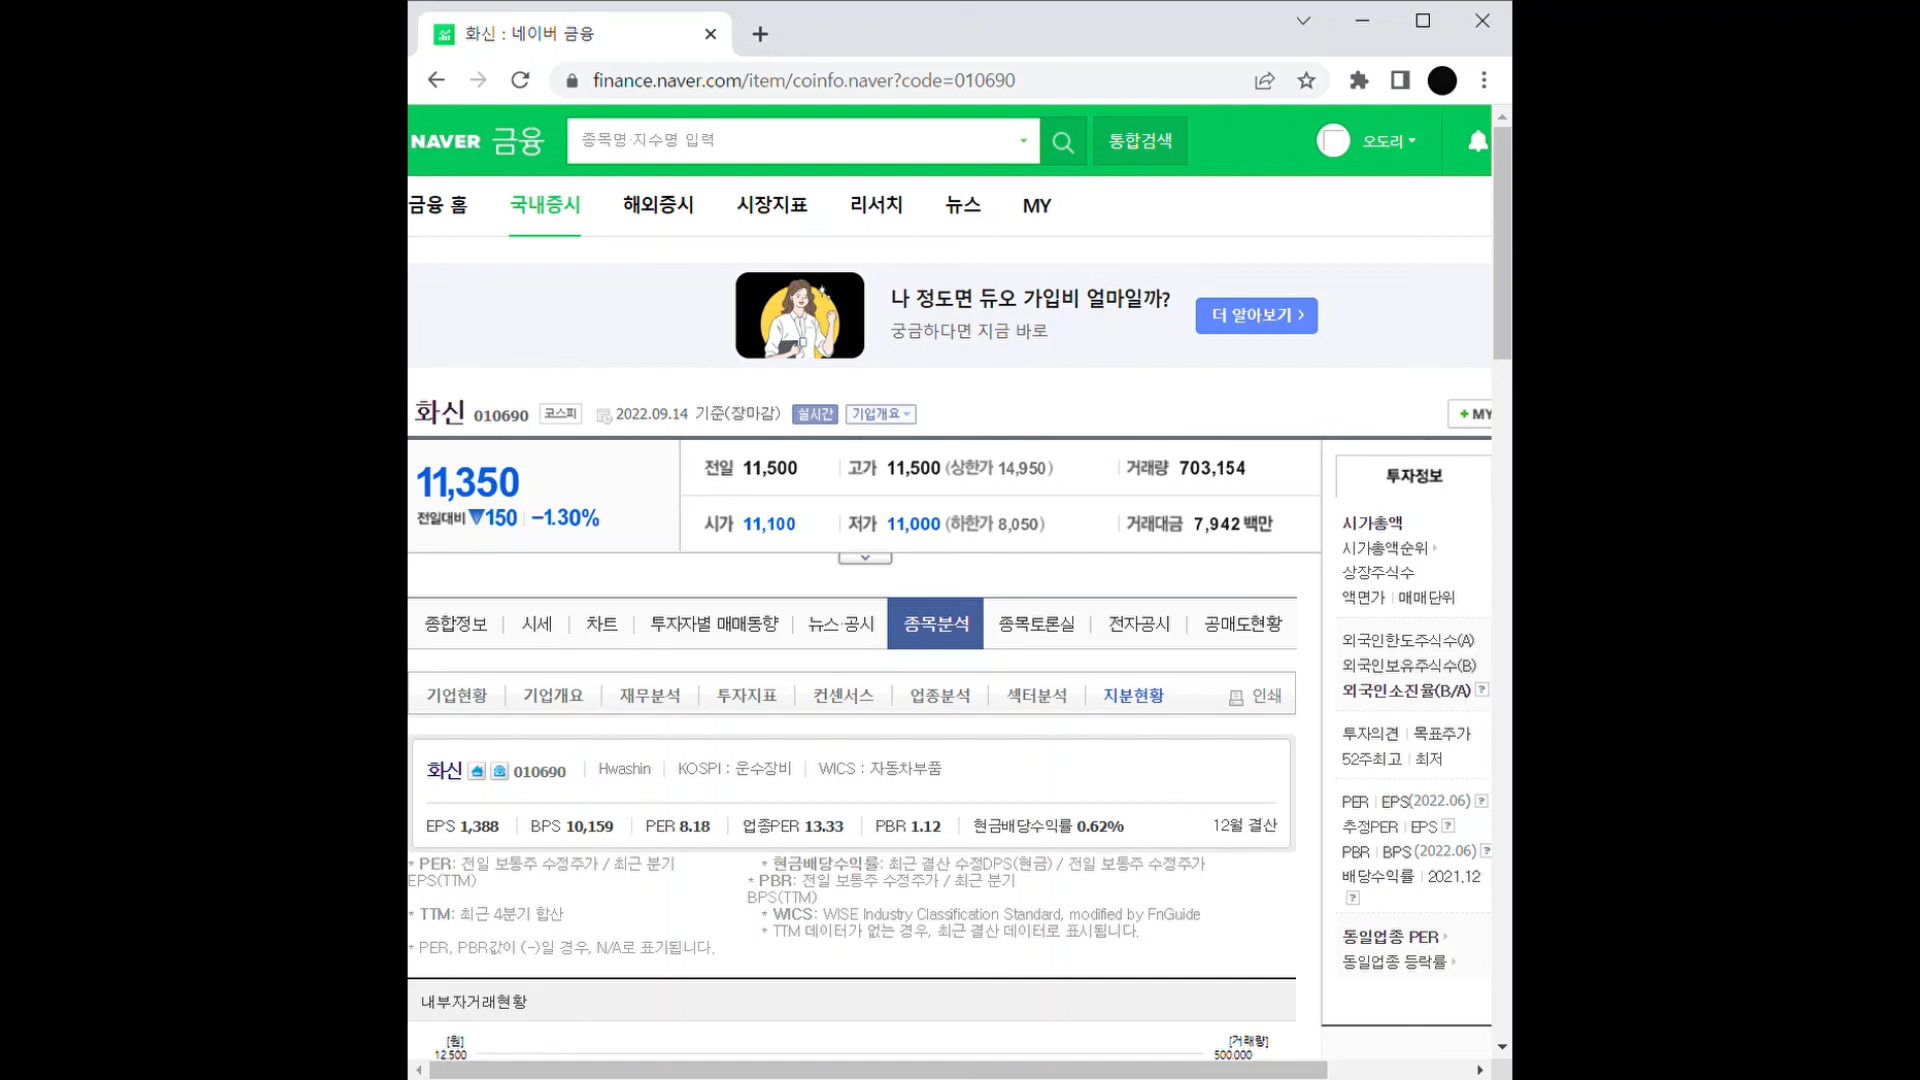 화신 : 네이버 금융
finance.naver.com/item/coinfo.naver?code=010690
NAVER 금융 종목명·지수명 입력 통합검색 오도리
금융 홈 국내증시 해외증시 시장지표 리서치 뉴스 MY
나 정도면 듀오 가입비 얼마일까?
궁금하다면 지금 바로
더 알아보기 >
화신 010690 코스피 2022.09.14 기준(장마감) 실시간 기업개요 + MY
11,350
전일대비 ▼150 -1.30%
전일 11,500 고가 11,500 (상한가 14,950) 거래량 703,154
시가 11,100 저가 11,000 (하한가 8,050) 거래대금 7,942 백만
종합정보 시세 차트 투자자별 매매동향 뉴스·공시 종목분석 종목토론실 전자공시 공매도현황
기업현황 기업개요 재무분석 투자지표 컨센서스 업종분석 섹터분석 지분현황 인쇄
화신 010690 Hwashin KOSPI : 운수장비 WICS : 자동차부품
EPS 1,388 BPS 10,159 PER 8.18 업종PER 13.33 PBR 1.12 현금배당수익률 0.62% 12월 결산
* PER: 전일 보통주 수정주가 / 최근 분기
EPS(TTM)
* TTM: 최근 4분기 합산
* PER, PBR값이 (-)일 경우, N/A로 표기됩니다.
* 현금배당수익률: 최근 결산 수정DPS(현금) / 전일 보통주 수정주가
* PBR: 전일 보통주 수정주가 / 최근 분기
BPS(TTM)
* WICS: WISE Industry Classification Standard, modified by FnGuide
* TTM 데이터가 없는 경우, 최근 결산 데이터로 표시됩니다.
내부자거래현황
[원] [거래량]
12,500 500,000
투자정보
시가총액
시가총액순위
상장주식수
액면가 매매단위
외국인한도주식수(A)
외국인보유주식수(B)
외국인소진율(B/A) ?
투자의견 목표주가
52주최고 최저
PER EPS(2022.06) ?
추정PER EPS ?
PBR BPS (2022.06) ?
배당수익률 2021.12
?
동일업종 PER
동일업종 등락률